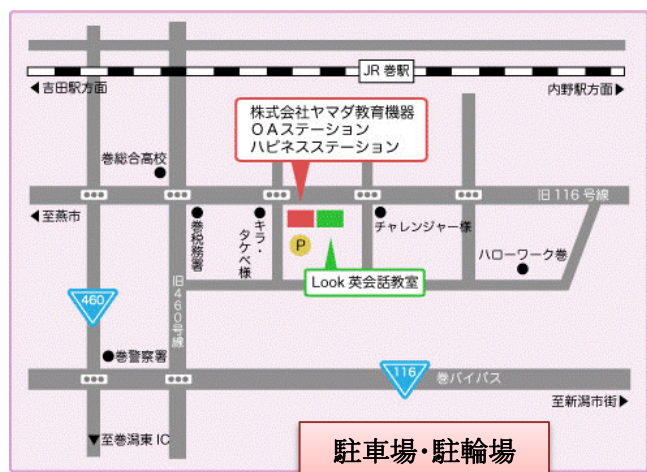 JR 巻駅
◀吉田駅方面
内野駅方面▶
株式会社ヤマダ教育機器
OAステーション
ハピネスステーション
巻総合高校
旧116号線
◀至燕市
巻税務署
キラ・
タケベ様
チャレンジャー様
P
ハローワーク巻
Look 英会話教室
旧460号線
460
巻警察署
116
巻バイパス
至新潟市街▶
▼至巻潟東IC
駐車場・駐輪場